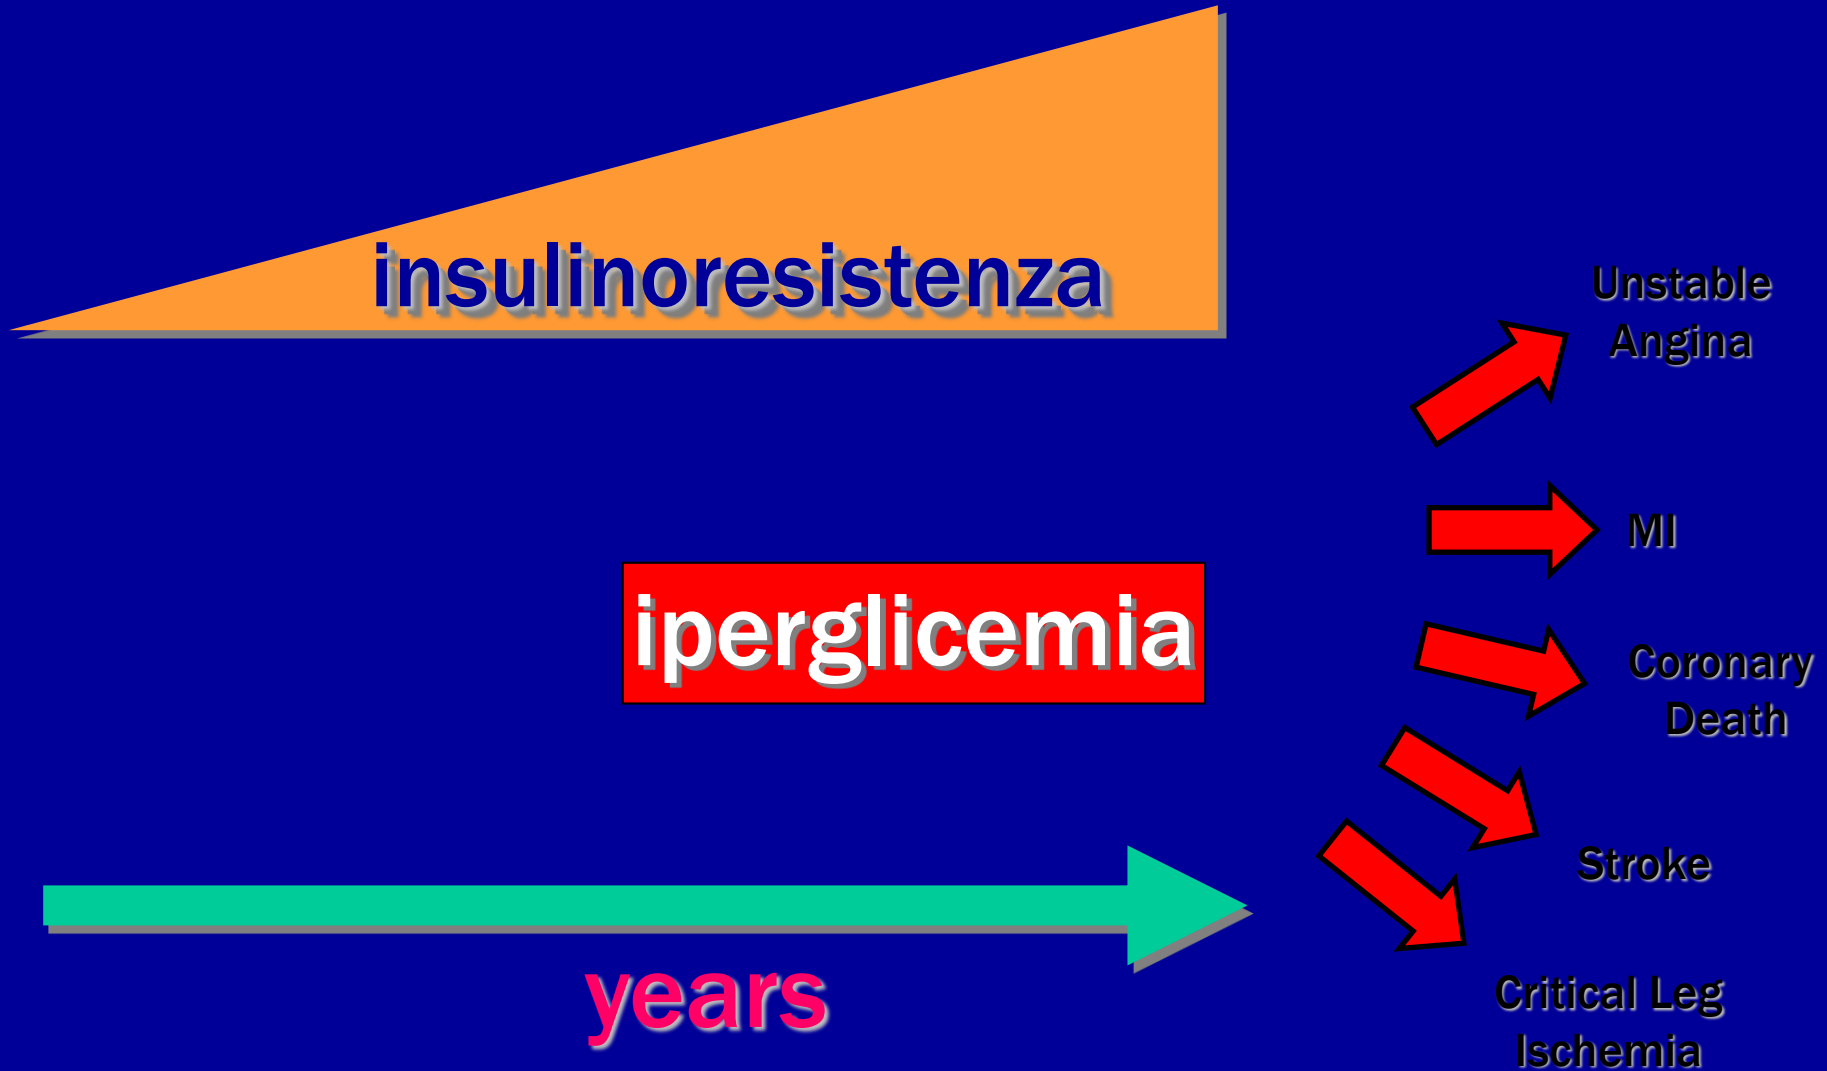 insulinoresistenza
Unstable
Angina
MI
iperglicemia
Coronary
Death
Stroke
years
Critical Leg
Ischemia